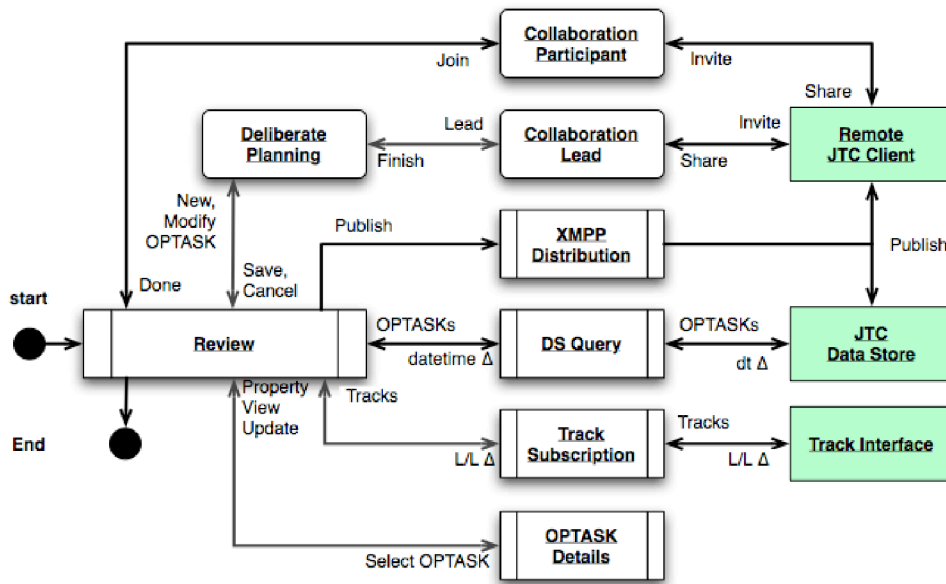 Collaboration
Participant
Join
Invite
Share
Deliberate
Planning
Lead
Finish
Collaboration
Lead
Invite
Share
Remote
JTC Client
New,
Modify
OPTASK
Publish
XMPP
Distribution
Publish
Save,
Cancel
Done
start
Review
OPTASKs
datetime Δ
DS Query
OPTASKs
dt Δ
JTC
Data Store
Property
View
Update
Tracks
End
L/L Δ
Track
Subscription
Tracks
L/L Δ
Track Interface
Select OPTASK
OPTASK
Details